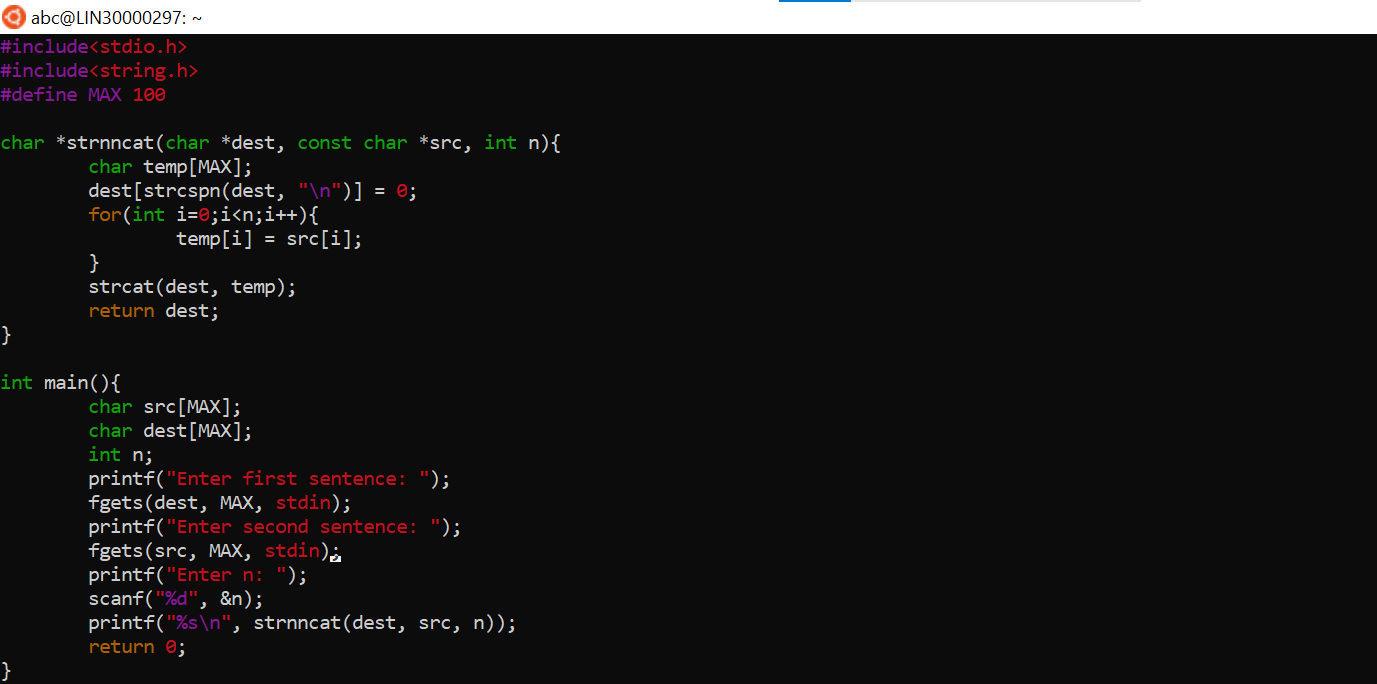 abc@LIN30000297: ~
#include<stdio.h>
#include<string.h>
#define MAX 100
char *strnncat(char *dest, const char *src, int n){
        char temp[MAX];
        dest[strcspn(dest, "\n")] = 0;
        for(int i=0;i<n;i++){
                temp[i] = src[i];
        }
        strcat(dest, temp);
        return dest;
}
int main(){
        char src[MAX];
        char dest[MAX];
        int n;
        printf("Enter first sentence: ");
        fgets(dest, MAX, stdin);
        printf("Enter second sentence: ");
        fgets(src, MAX, stdin);
        printf("Enter n: ");
        scanf("%d", &n);
        printf("%s\n", strnncat(dest, src, n));
        return 0;
}